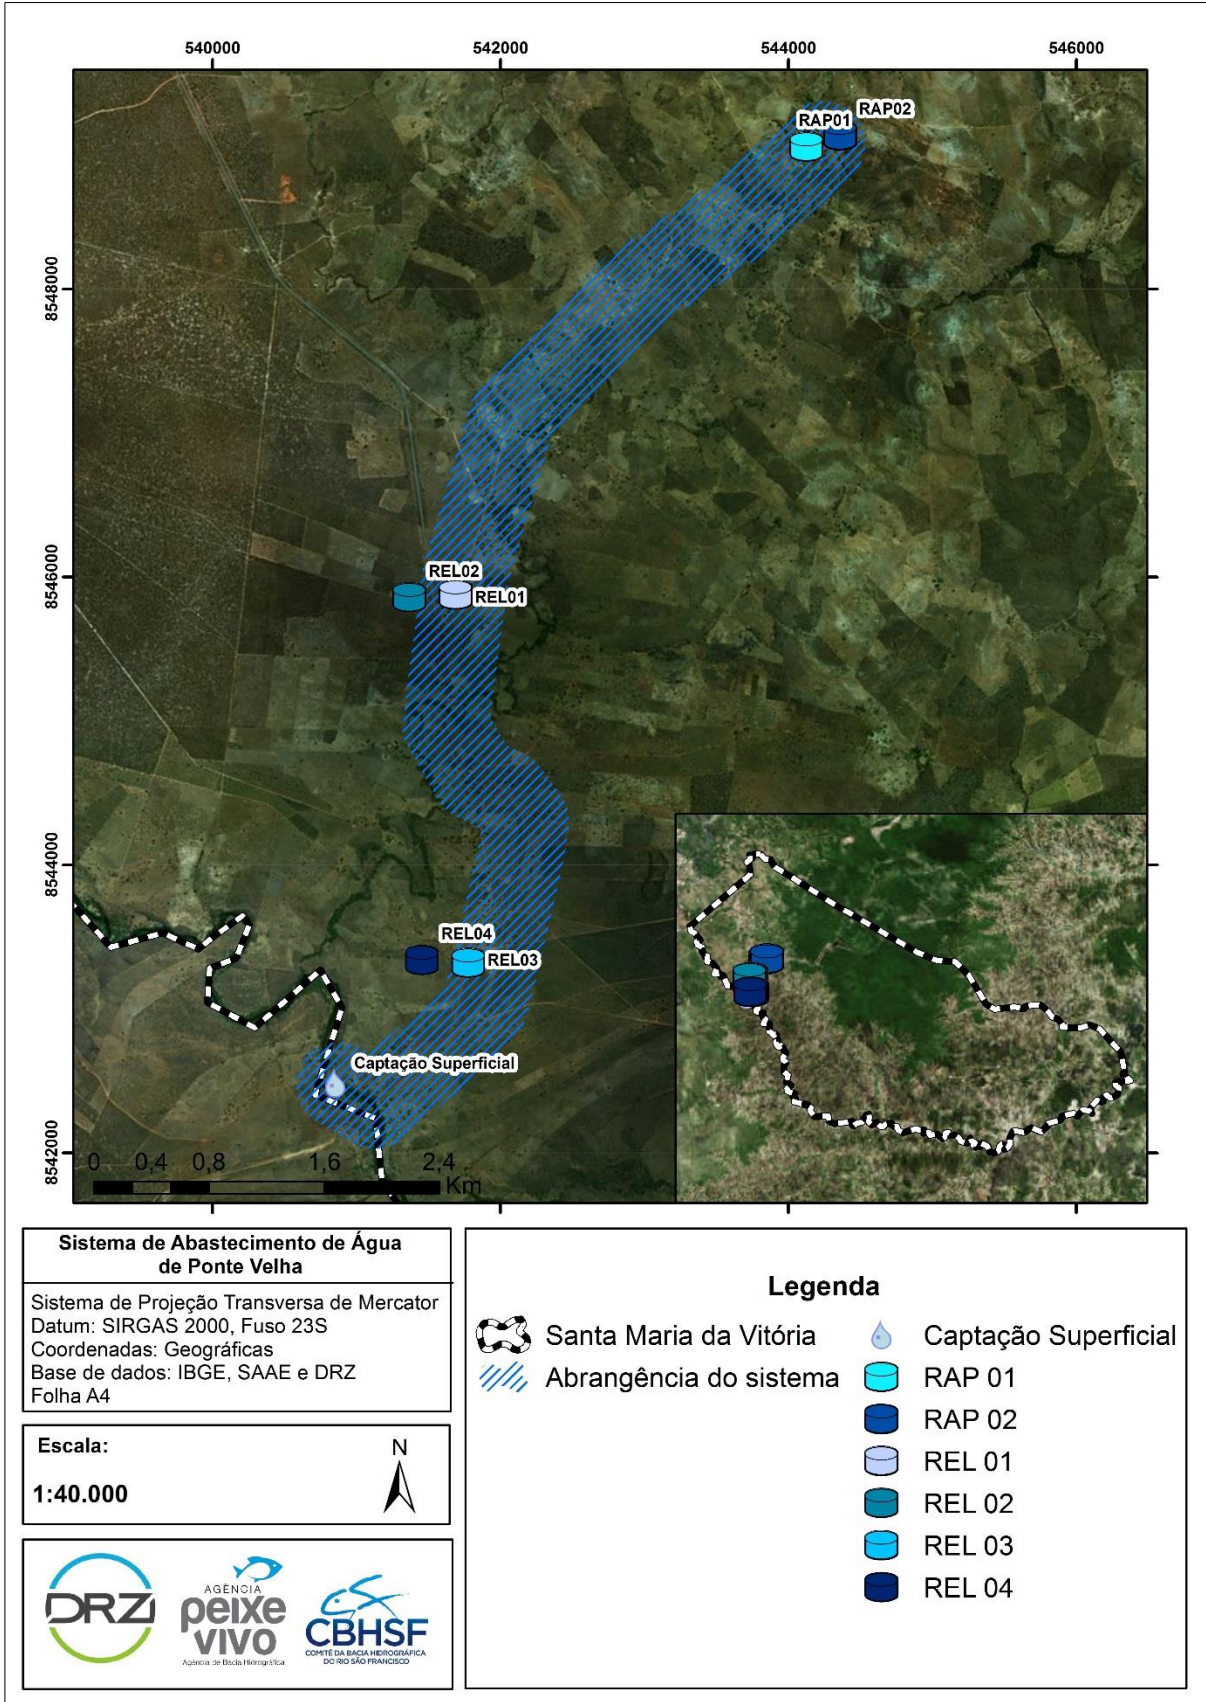 540000
542000
544000
546000
8548000
8546000
8544000
8542000
RAP01
RAP02
REL02
REL01
REL04
REL03
Captação Superficial
0 0,4 0,8 1,6 2,4
Km
Sistema de Abastecimento de Água
de Ponte Velha
Sistema de Projeção Transversa de Mercator
Datum: SIRGAS 2000, Fuso 23S
Coordenadas: Geográficas
Base de dados: IBGE, SAAE e DRZ
Folha A4
Escala:
1:40.000
N
DRZ
AGÊNCIA
peixe
vivo
Agência de Bacia Hidrográfica
CBHSF
COMITÊ DA BACIA HIDROGRÁFICA
DO RIO SÃO FRANCISCO
Legenda
Santa Maria da Vitória
Abrangência do sistema
Captação Superficial
RAP 01
RAP 02
REL 01
REL 02
REL 03
REL 04